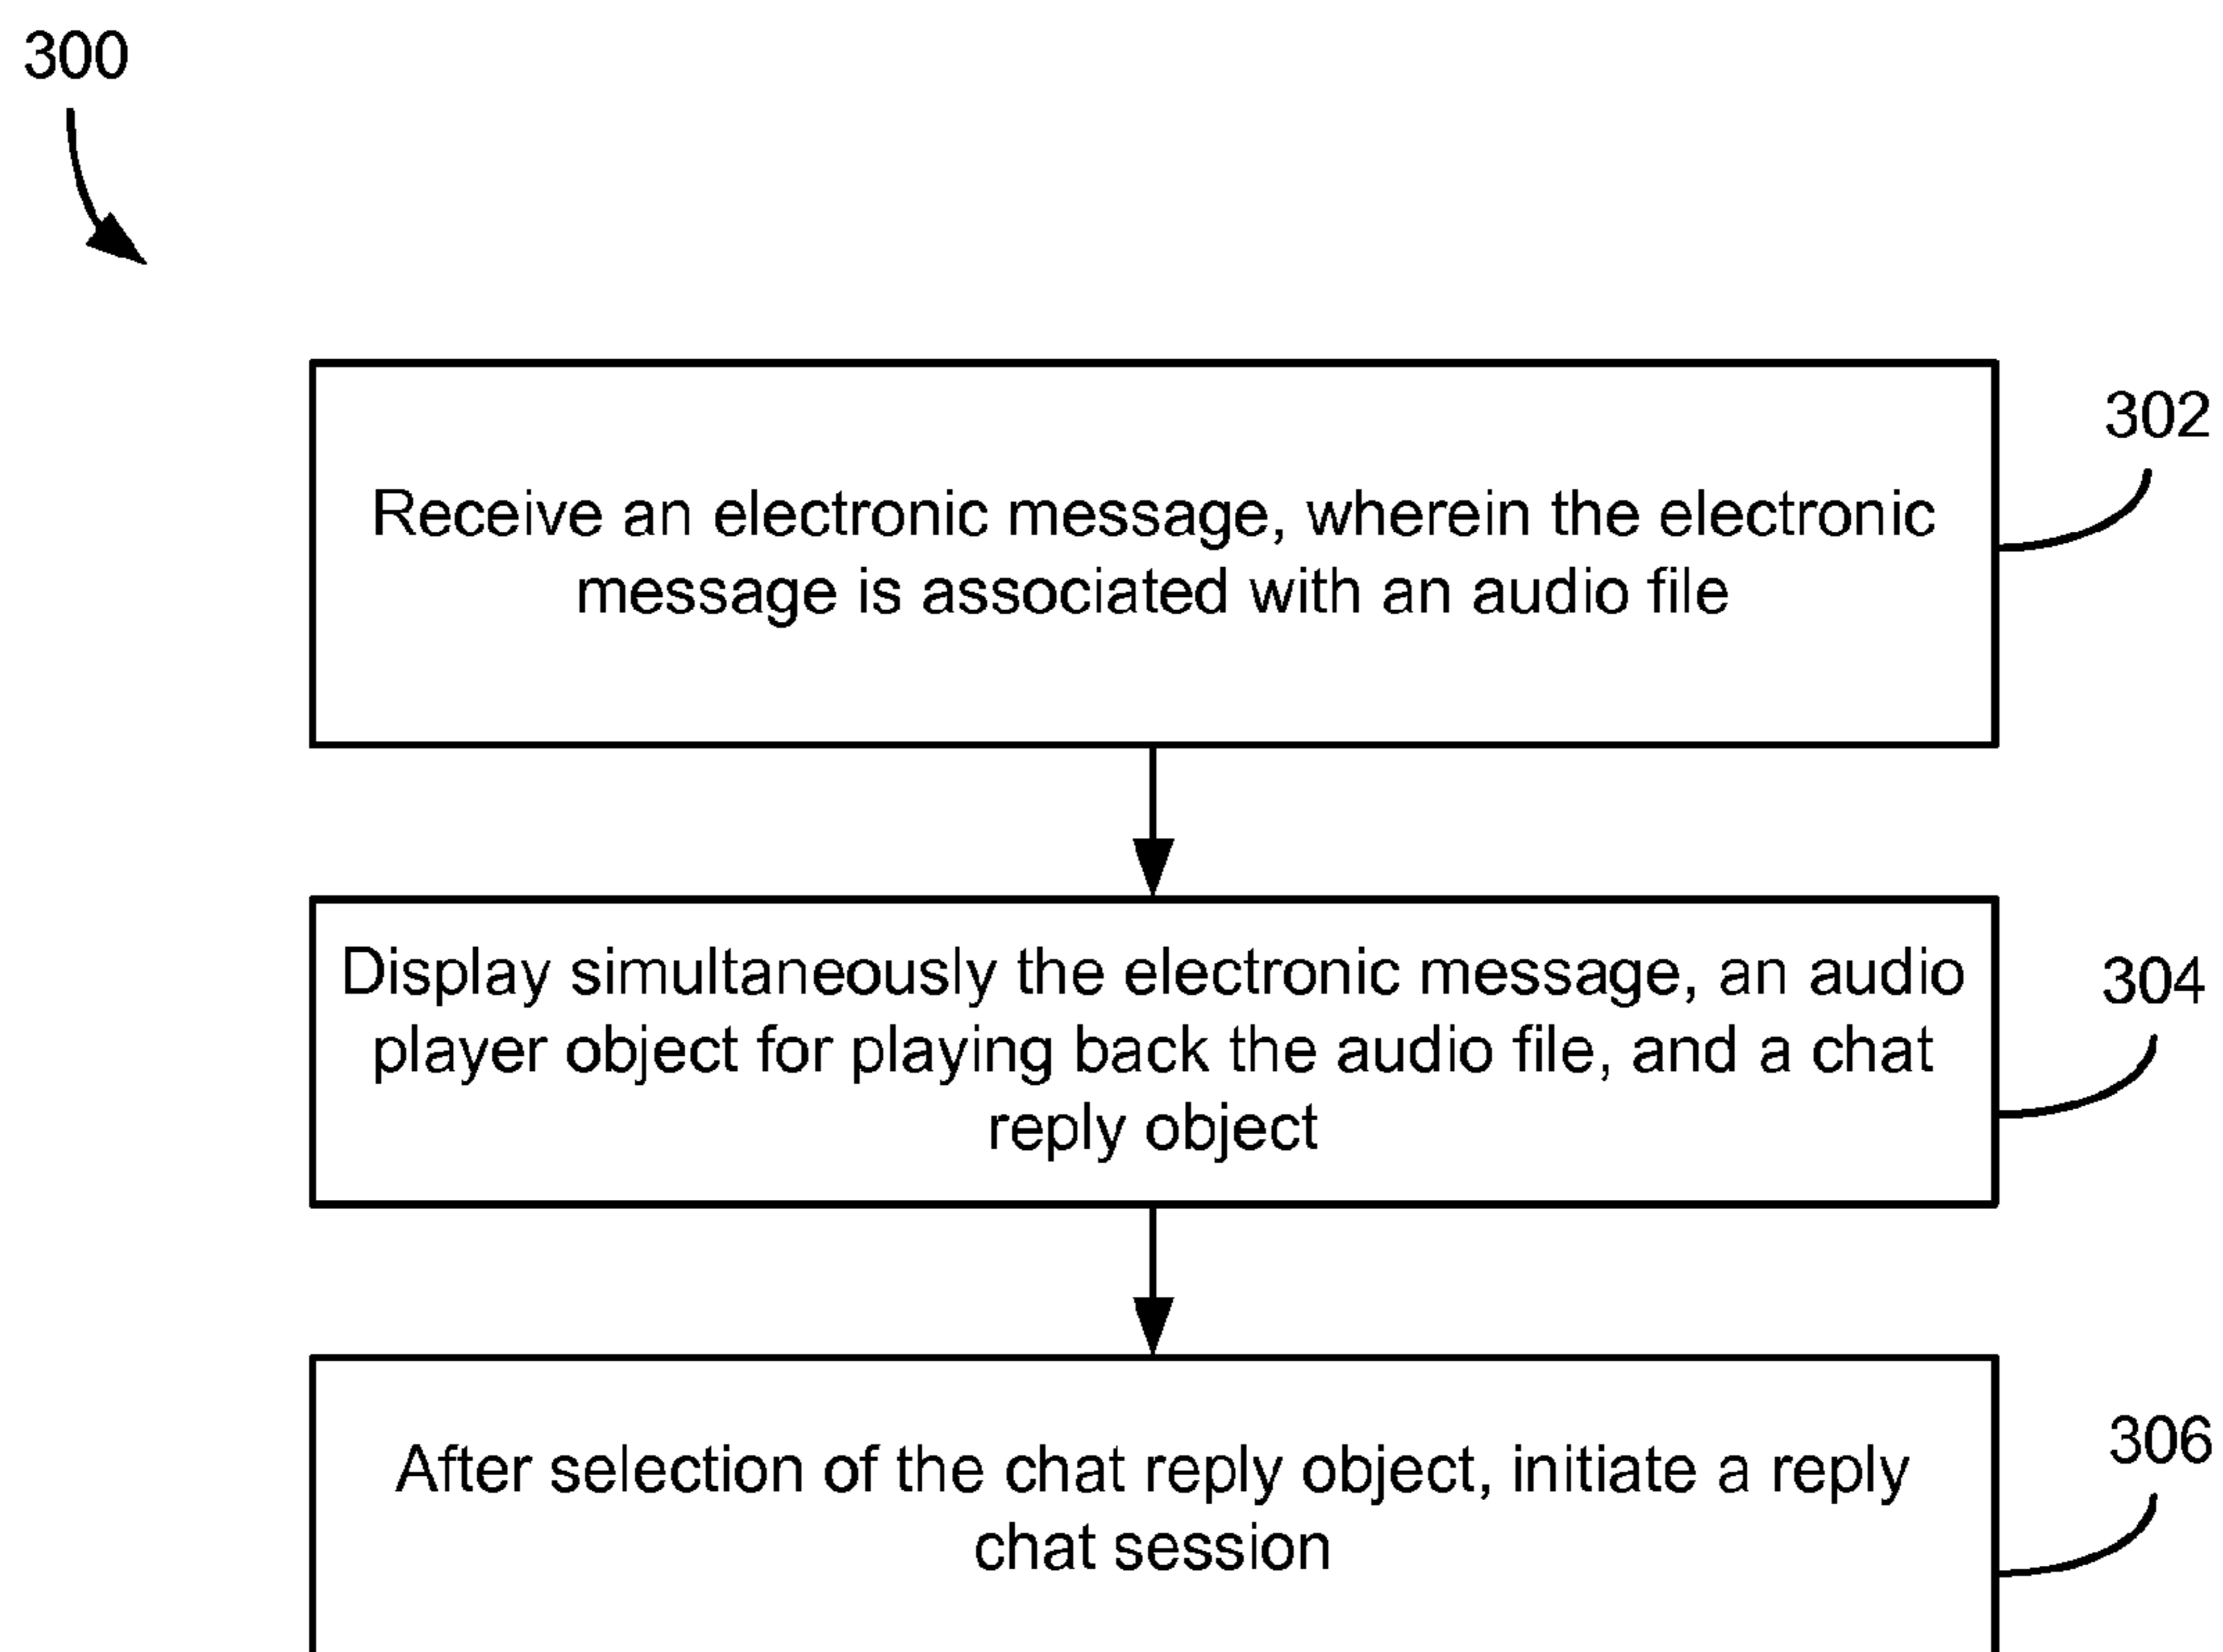 300
302
Receive an electronic message, wherein the electronic
message is associated with an audio file
304
Display simultaneously the electronic message, an audio
player object for playing back the audio file, and a chat
reply object
306
After selection of the chat reply object, initiate a reply
chat session